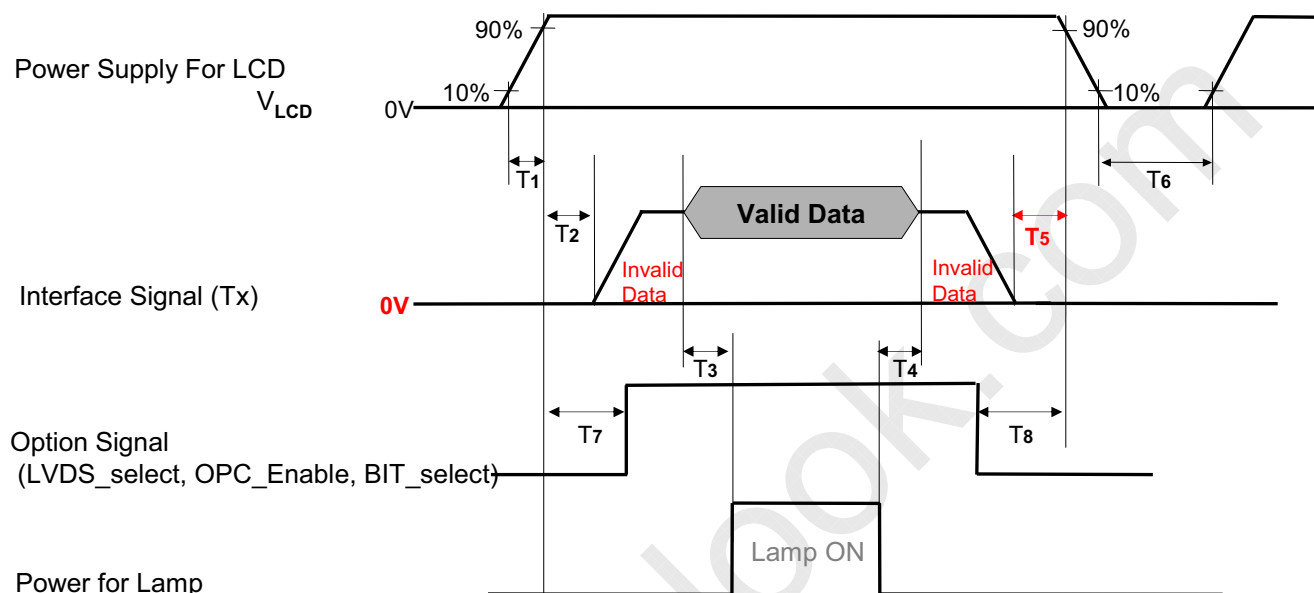 90%
90%
Power Supply For LCD
10%
10%
VLCD
0V
T1
T6
T2
Valid Data
T5
Invalid
Data
Invalid
Data
Interface Signal (Tx)
0V
T3
T4
T7
T8
Option Signal
(LVDS_select, OPC_Enable, BIT_select)
Lamp ON
Power for Lamp
look.com